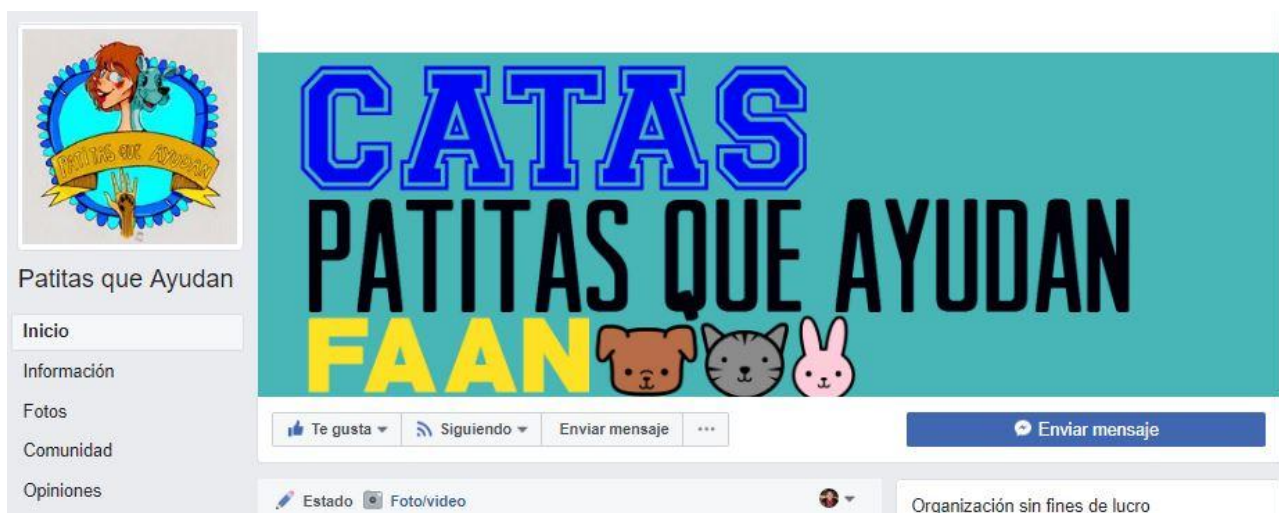 PATITAS QUE AYUDAN
Patitas que Ayudan
Inicio
Información
Fotos
Comunidad
Opiniones
CATAS
PATITAS QUE AYUDAN
FAAN
Te gusta
Siguiendo
Enviar mensaje
Enviar mensaje
Estado
Foto/video
Organización sin fines de lucro